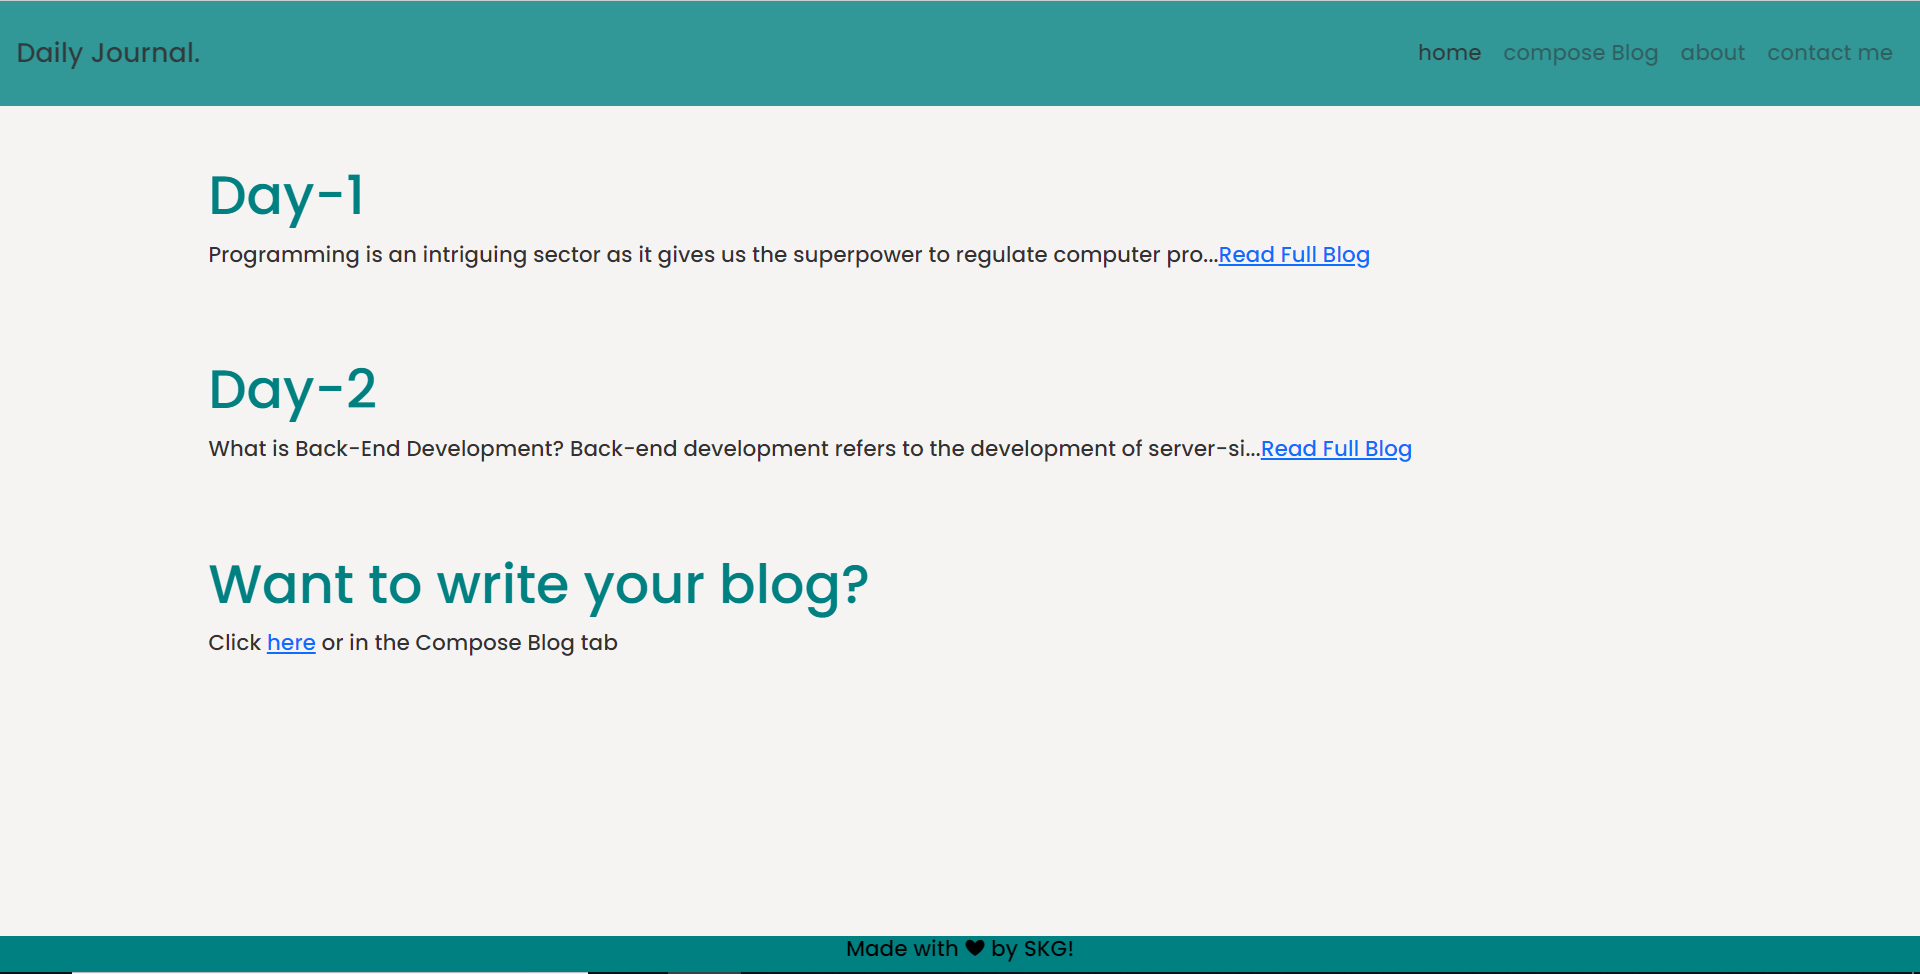 Daily Journal. home compose Blog about contact me
Day-1
Programming is an intriguing sector as it gives us the superpower to regulate computer pro...Read Full Blog
Day-2
What is Back-End Development? Back-end development refers to the development of server-si...Read Full Blog
Want to write your blog?
Click here or in the Compose Blog tab
Made with ♥ by SKG!